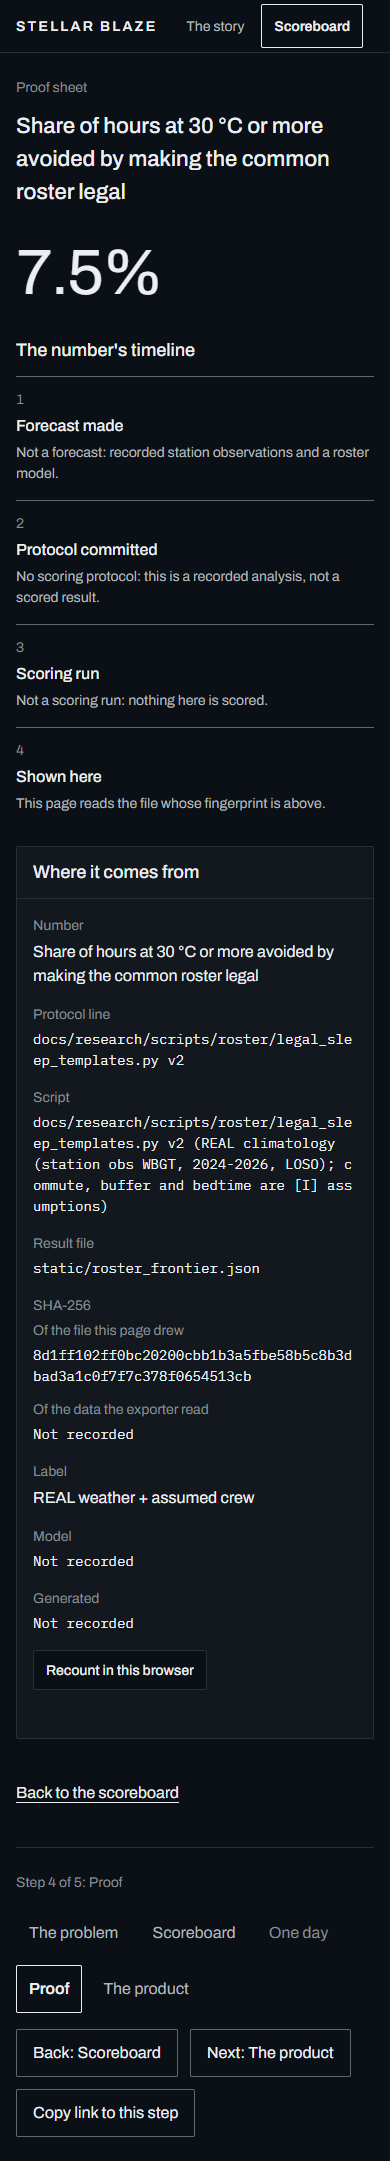 STELLAR BLAZE The story Scoreboard
Proof sheet
Share of hours at 30 °C or more
avoided by making the common
roster legal
7.5%
The number's timeline
1
Forecast made
Not a forecast: recorded station observations and a roster
model.
2
Protocol committed
No scoring protocol: this is a recorded analysis, not a
scored result.
3
Scoring run
Not a scoring run: nothing here is scored.
4
Shown here
This page reads the file whose fingerprint is above.
Where it comes from
Number
Share of hours at 30 °C or more avoided by
making the common roster legal
Protocol line
docs/research/scripts/roster/legal_sle
ep_templates.py v2
Script
docs/research/scripts/roster/legal_sle
ep_templates.py v2 (REAL climatology
(station obs WBGT, 2024-2026, LOSO); c
ommute, buffer and bedtime are [I] ass
umptions)
Result file
static/roster_frontier.json
SHA-256
Of the file this page drew
8d1ff102ff0bc20200cbb1b3a5fbe58b5c8b3d
bad3a1c0f7f7c378f0654513cb
Of the data the exporter read
Not recorded
Label
REAL weather + assumed crew
Model
Not recorded
Generated
Not recorded
Recount in this browser
Back to the scoreboard
Step 4 of 5: Proof
The problem Scoreboard One day
Proof The product
Back: Scoreboard Next: The product
Copy link to this step